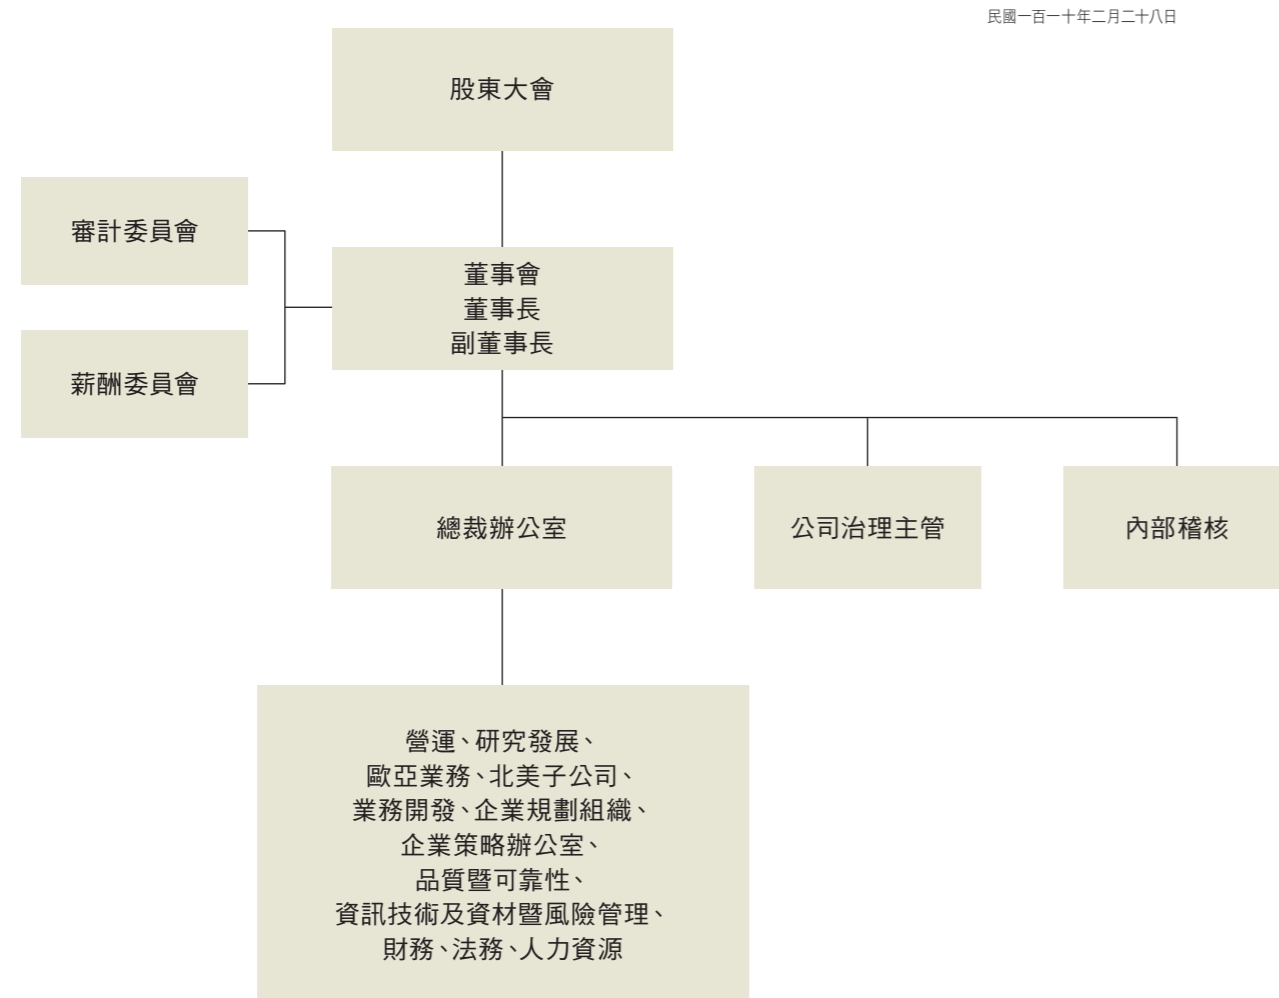 民國一百一十年二月二十八日
股東大會
審計委員會
董事會
董事長
副董事長
薪酬委員會
總裁辦公室
公司治理主管
內部稽核
營運、研究發展、
歐亞業務、北美子公司、
業務開發、企業規劃組織、
企業策略辦公室、
品質暨可靠性、
資訊技術及資材暨風險管理、
財務、法務、人力資源